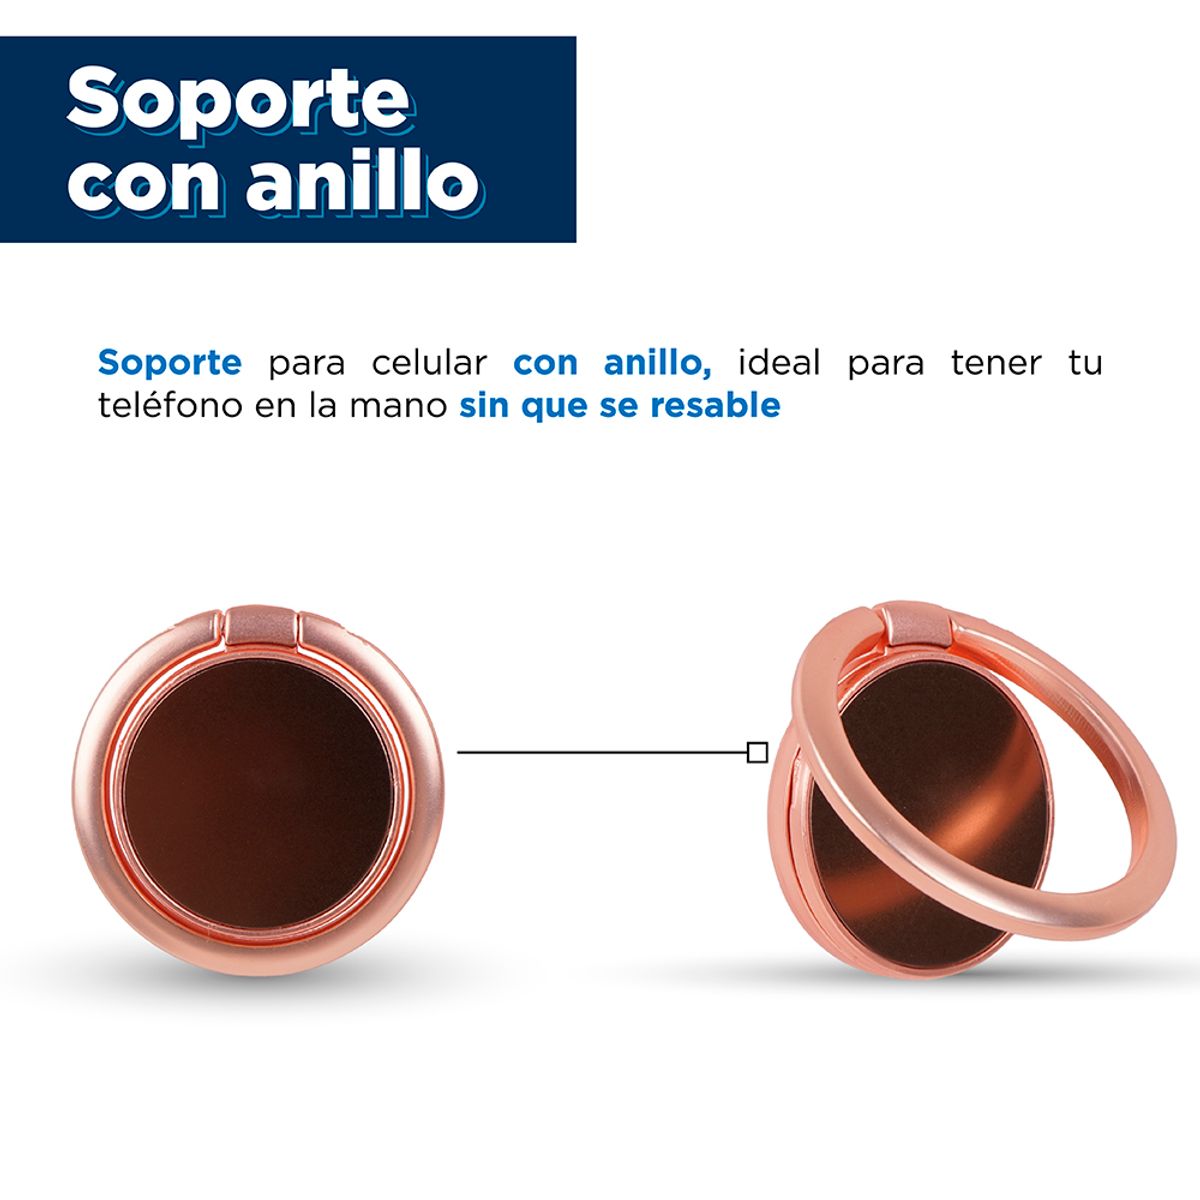 Soporte
con anillo
Soporte para celular con anillo, ideal para tener tu
teléfono en la mano sin que se resable